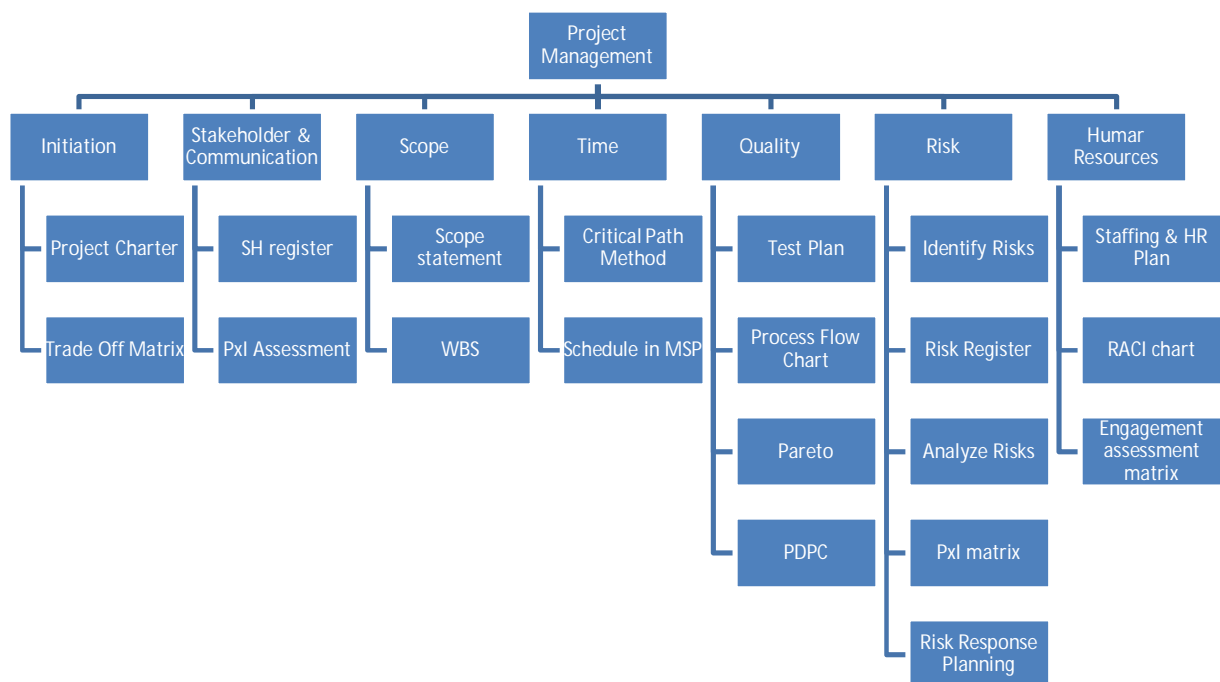 Project
Management
Initiation
Stakeholder &
Communication
Scope
Time
Quality
Risk
Humar
Resources
Project Charter
Trade Off Matrix
SH register
PxI Assessment
Scope
statement
WBS
Critical Path
Method
Schedule in MSP
Test Plan
Process Flow
Chart
Pareto
PDPC
Identify Risks
Risk Register
Analyze Risks
PxI matrix
Risk Response
Planning
Staffing & HR
Plan
RACI chart
Engagement
assessment
matrix